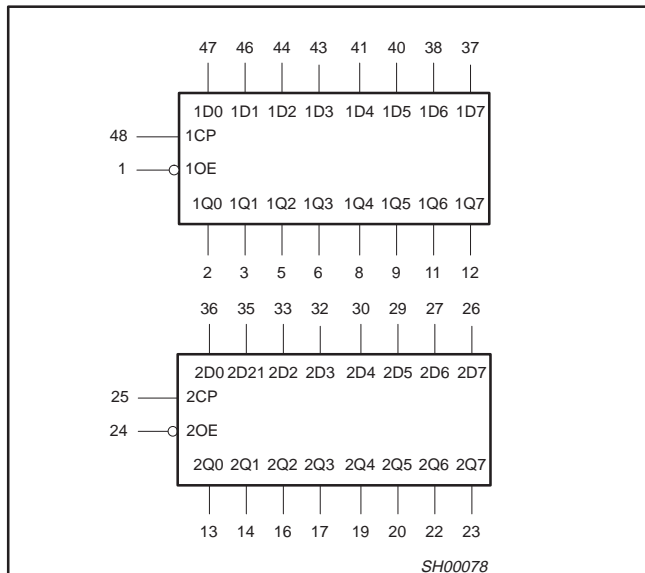 47 46 44 43 41 40 38 37
1D0 1D1 1D2 1D3 1D4 1D5 1D6 1D7
48 1CP
1 1OE
1Q0 1Q1 1Q2 1Q3 1Q4 1Q5 1Q6 1Q7
2 3 5 6 8 9 11 12
36 35 33 32 30 29 27 26
2D0 2D21 2D2 2D3 2D4 2D5 2D6 2D7
25 2CP
24 2OE
2Q0 2Q1 2Q2 2Q3 2Q4 2Q5 2Q6 2Q7
13 14 16 17 19 20 22 23
SH00078